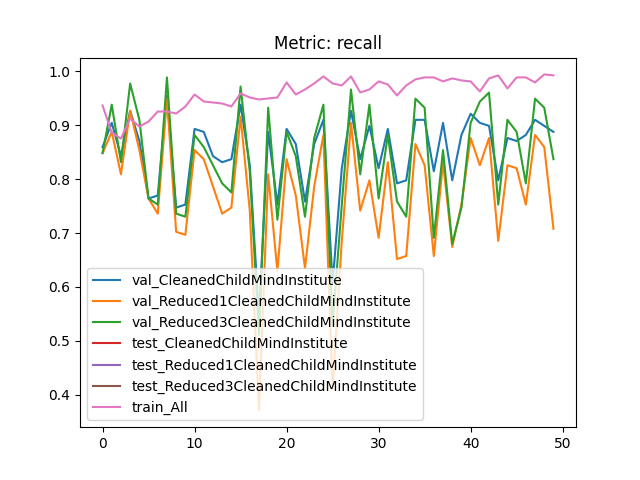 Metric: recall
1.0
0.9
0.8
0.7
0.6
0.5
0.4
val_CleanedChildMindInstitute
val_Reduced1CleanedChildMindInstitute
val_Reduced3CleanedChildMindInstitute
test_CleanedChildMindInstitute
test_Reduced1CleanedChildMindInstitute
test_Reduced3CleanedChildMindInstitute
train_All
0 10 20 30 40 50